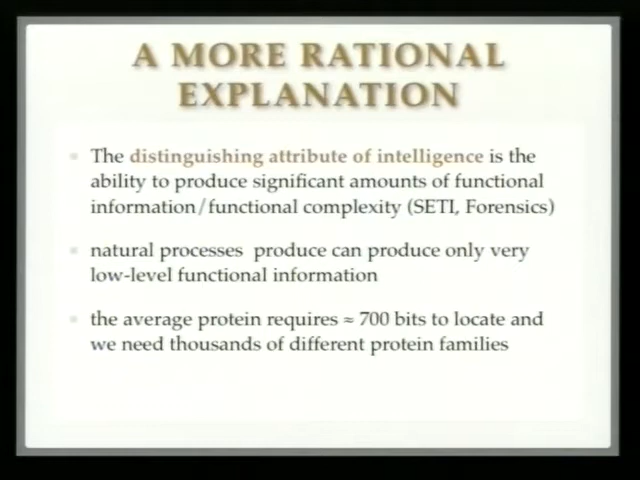 A MORE RATIONAL
EXPLANATION
The distinguishing attribute of intelligence is the
ability to produce significant amounts of functional
information/functional complexity (SETI, Forensics)
natural processes produce can produce only very
low-level functional information
the average protein requires ≈ 700 bits to locate and
we need thousands of different protein families